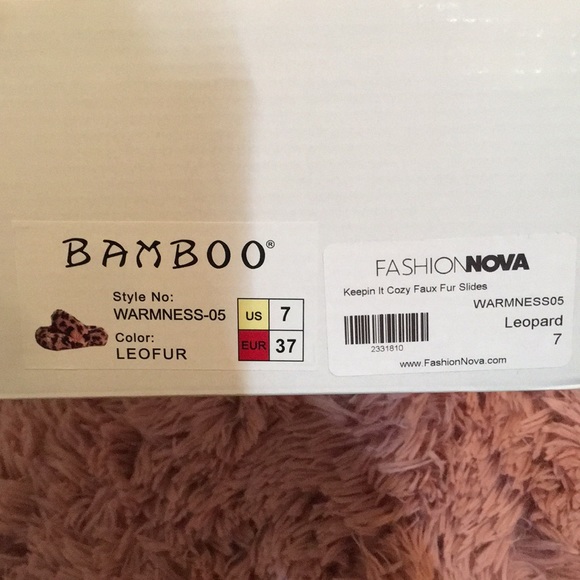 BAMBOO®
Style No:
WARMNESS-05
Color:
LEOFUR
US 7
EUR 37
FASHIONNOVA
Keepin It Cozy Faux Fur Slides
WARMNESS05
Leopard
7
2331810
www.FashionNova.com